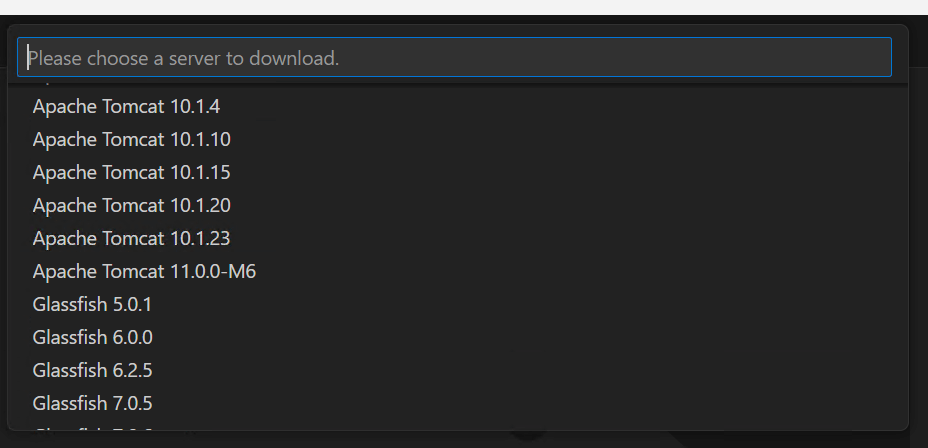 Please choose a server to download.
Apache Tomcat 10.1.4
Apache Tomcat 10.1.10
Apache Tomcat 10.1.15
Apache Tomcat 10.1.20
Apache Tomcat 10.1.23
Apache Tomcat 11.0.0-M6
Glassfish 5.0.1
Glassfish 6.0.0
Glassfish 6.2.5
Glassfish 7.0.5